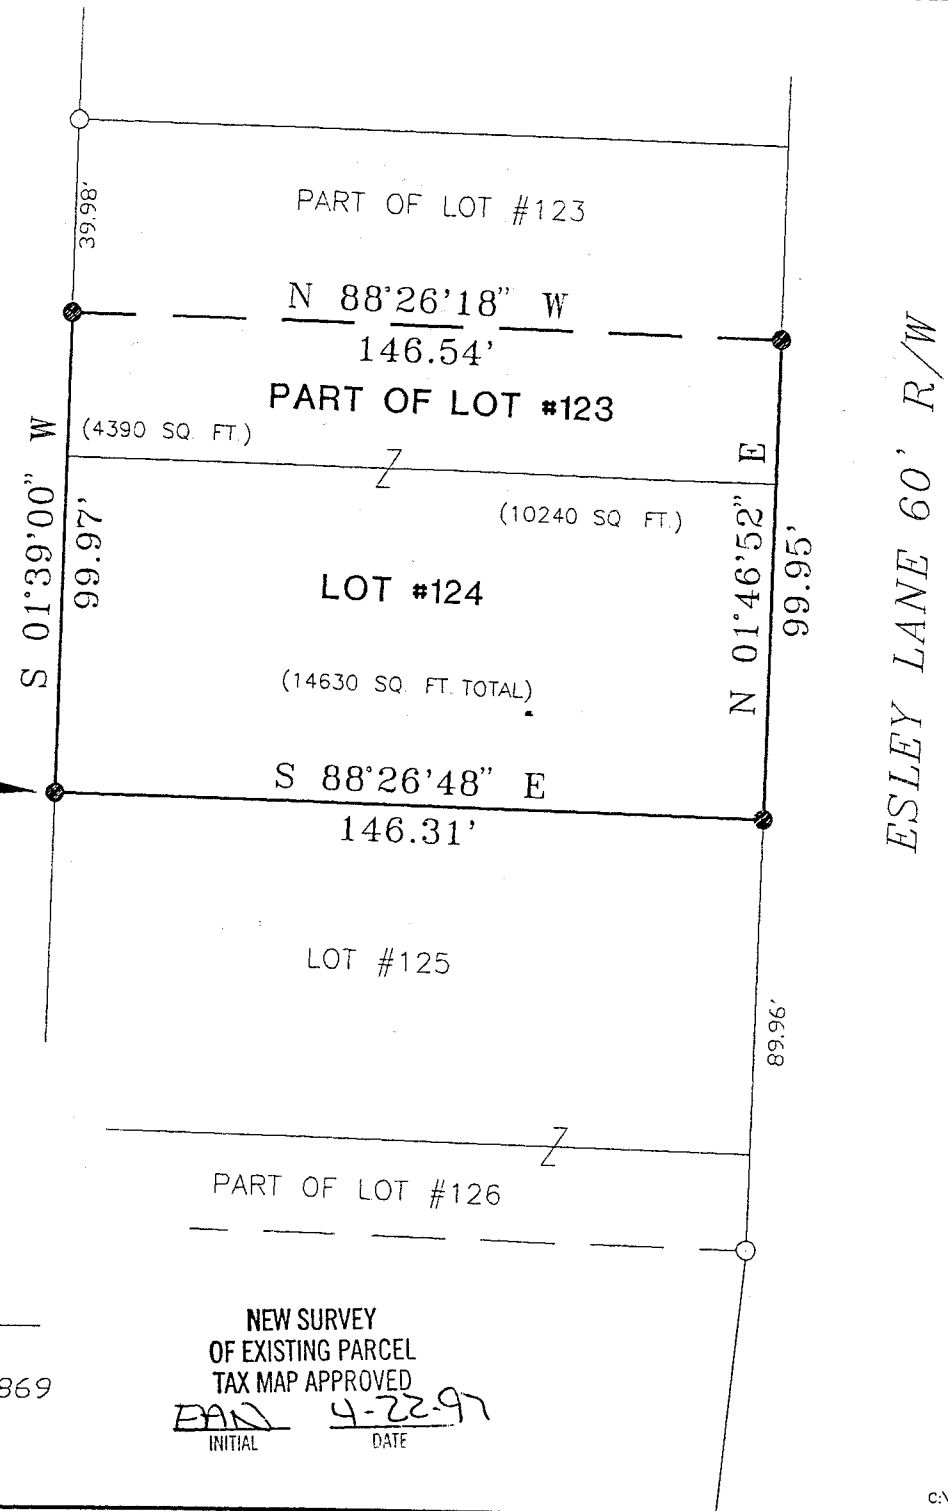 PART OF LOT #123
39.98'
N 88°26'18" W
146.54'
PART OF LOT #123
(4390 SQ. FT.)
S 01°39'00" W
99.97'
(10240 SQ FT.)
N 01°46'52" E
99.95'
LOT #124
(14630 SQ. FT. TOTAL)
S 88°26'48" E
146.31'
ESLEY LANE 60' R/W
LOT #125
89.96'
PART OF LOT #126
NEW SURVEY
OF EXISTING PARCEL
TAX MAP APPROVED
EAN 4-22-97
INITIAL DATE
869
C:\